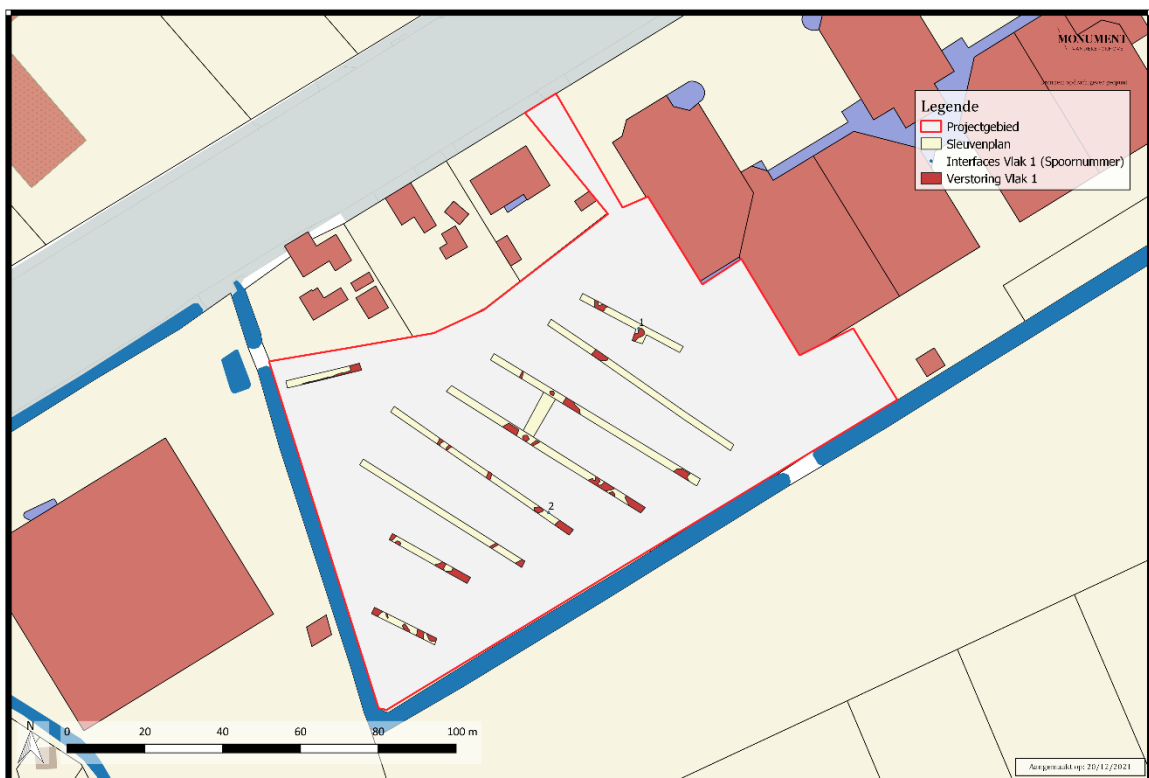 MONUMENT
Legende
Projectgebied
Sleuvenplan
Interfaces Vlak 1 (Spoornummer)
Verstoring Vlak 1
1
2
N
0 20 40 60 80 100 m
Aangemaakt op: 20/12/2021